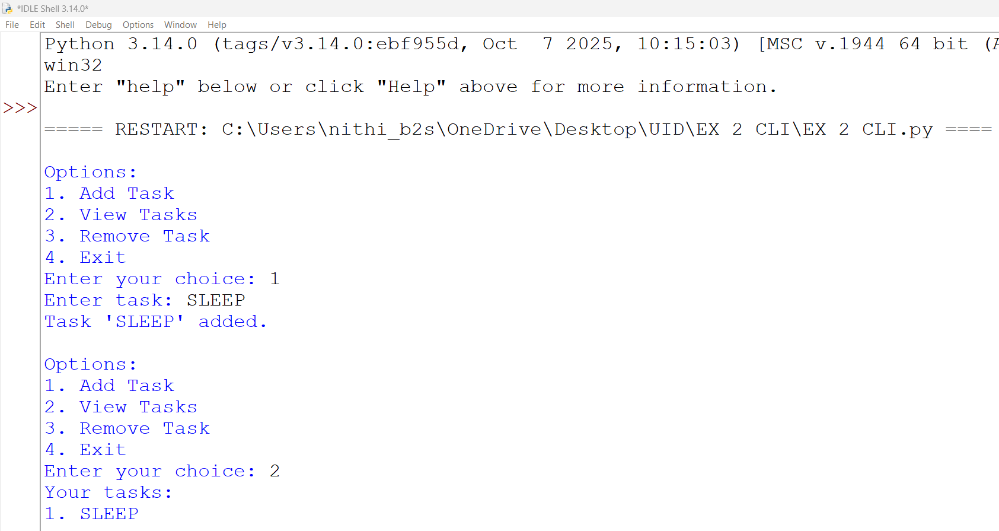 *IDLE Shell 3.14.0*
File Edit Shell Debug Options Window Help
Python 3.14.0 (tags/v3.14.0:ebf955d, Oct  7 2025, 10:15:03) [MSC v.1944 64 bit (
win32
Enter "help" below or click "Help" above for more information.
>>>
===== RESTART: C:\Users\nithi_b2s\OneDrive\Desktop\UID\EX 2 CLI\EX 2 CLI.py ====
Options:
1. Add Task
2. View Tasks
3. Remove Task
4. Exit
Enter your choice: 1
Enter task: SLEEP
Task 'SLEEP' added.
Options:
1. Add Task
2. View Tasks
3. Remove Task
4. Exit
Enter your choice: 2
Your tasks:
1. SLEEP